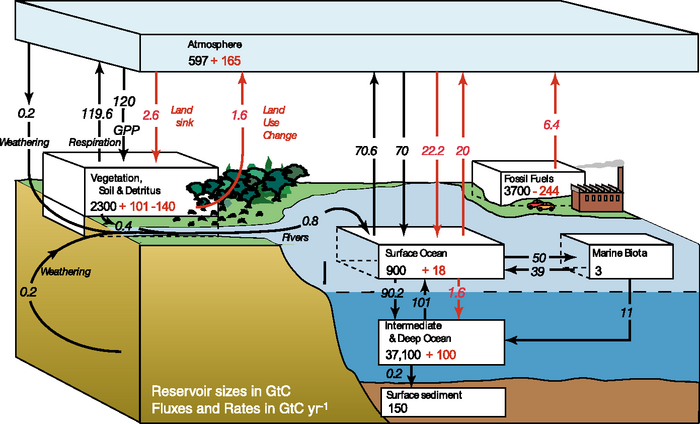 Atmosphere
597 + 165
0.2
Weathering
119.6
Respiration
120
GPP
2.6
Land
sink
1.6
Land
Use
Change
70.6
70
22.2
20
6.4
Vegetation,
Soil & Detritus
2300 + 101 -140
Fossil Fuels
3700 - 244
0.4
0.8
Rivers
Weathering
0.2
Surface Ocean
900 + 18
50
39
Marine Biota
3
90.2
101
1.6
11
Intermediate
& Deep Ocean
37,100 + 100
0.2
Surface sediment
150
Reservoir sizes in GtC
Fluxes and Rates in GtC yr-1